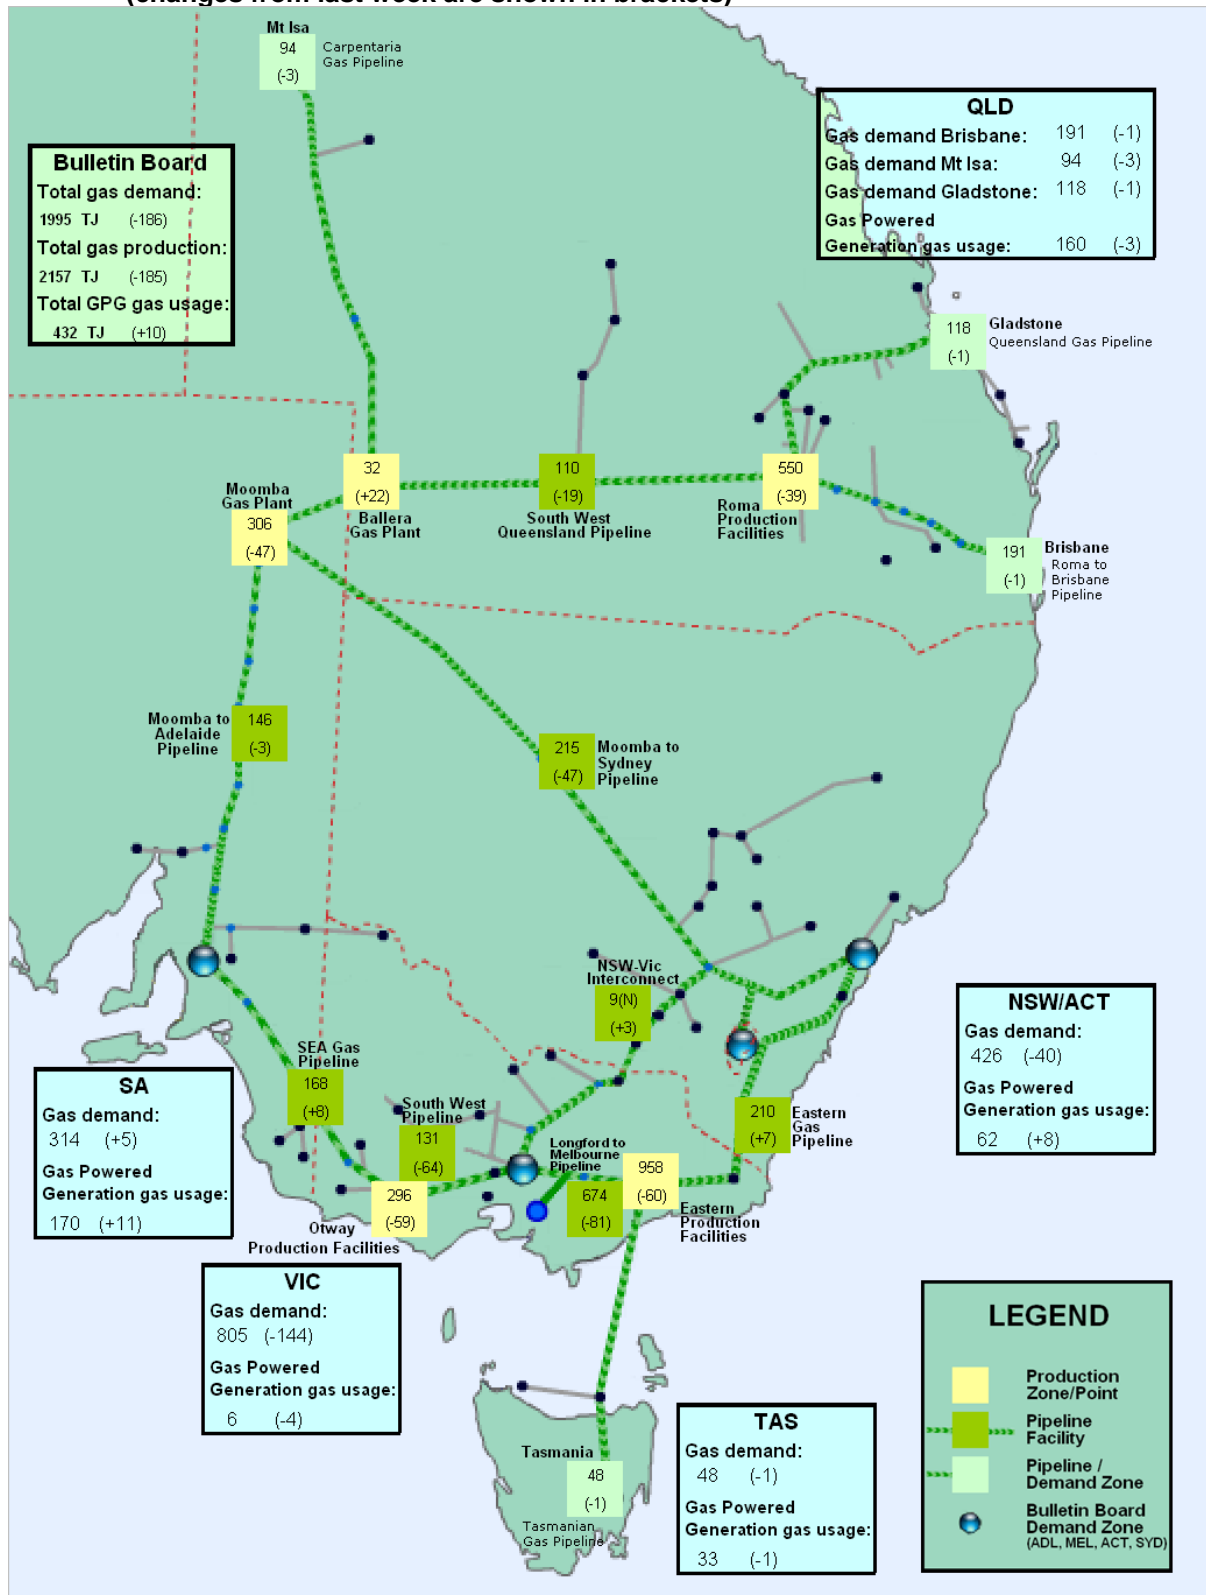 (changes from last week are shown in brackets)
Mt Isa
94
(-3)
Carpentaria
Gas Pipeline
QLD
Gas demand Brisbane: 191 (-1)
Gas demand Mt Isa: 94 (-3)
Gas demand Gladstone: 118 (-1)
Gas Powered
Generation gas usage: 160 (-3)
Bulletin Board
Total gas demand:
1995 TJ (-186)
Total gas production:
2157 TJ (-185)
Total GPG gas usage:
432 TJ (+10)
118
(-1)
Gladstone
Queensland Gas Pipeline
32
(+22)
Ballera
Gas Plant
110
(-19)
South West
Queensland Pipeline
550
(-39)
Roma
Production
Facilities
Moomba
Gas Plant
306
(-47)
191
(-1)
Brisbane
Roma to
Brisbane
Pipeline
Moomba to
Adelaide
Pipeline
146
(-3)
215
(-47)
Moomba to
Sydney
Pipeline
NSW-Vic
Interconnect
9(N)
(+3)
NSW/ACT
Gas demand:
426 (-40)
Gas Powered
Generation gas usage:
62 (+8)
SEA Gas
Pipeline
168
(+8)
SA
Gas demand:
314 (+5)
Gas Powered
Generation gas usage:
170 (+11)
South West
Pipeline
131
(-64)
Longford to
Melbourne
Pipeline
674
(-81)
958
(-60)
Eastern
Production
Facilities
210
(+7)
Eastern
Gas
Pipeline
296
(-59)
Otway
Production Facilities
VIC
Gas demand:
805 (-144)
Gas Powered
Generation gas usage:
6 (-4)
TAS
Gas demand:
48 (-1)
Gas Powered
Generation gas usage:
33 (-1)
Tasmania
48
(-1)
Tasmanian
Gas Pipeline
LEGEND
Production
Zone/Point
Pipeline
Facility
Pipeline /
Demand Zone
Bulletin Board
Demand Zone
(ADL, MEL, ACT, SYD)